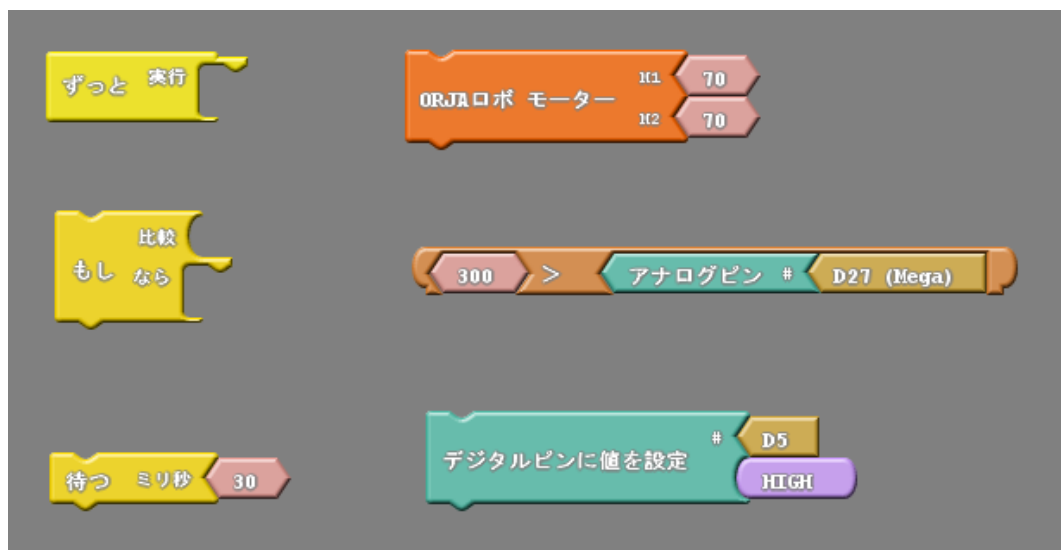 ずっと 実行
ORJAロボ モーター M1 70
M2 70
もし 比較
なら
300 > アナログピン # D27 (Mega)
待つ ミリ秒 30
デジタルピンに値を設定 # D5
HIGH